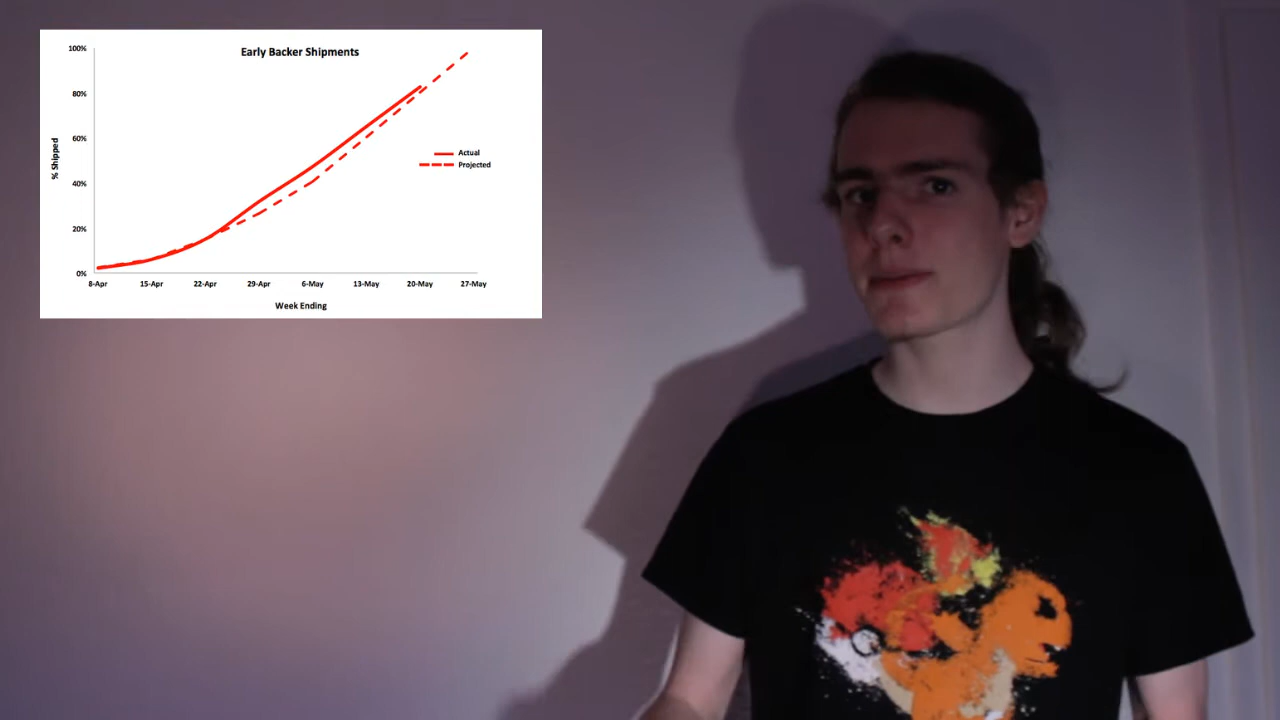 Early Backer Shipments
100%
80%
60%
40%
20%
0%
% Shipped
Actual
Projected
8-Apr 15-Apr 22-Apr 29-Apr 6-May 13-May 20-May 27-May
Week Ending